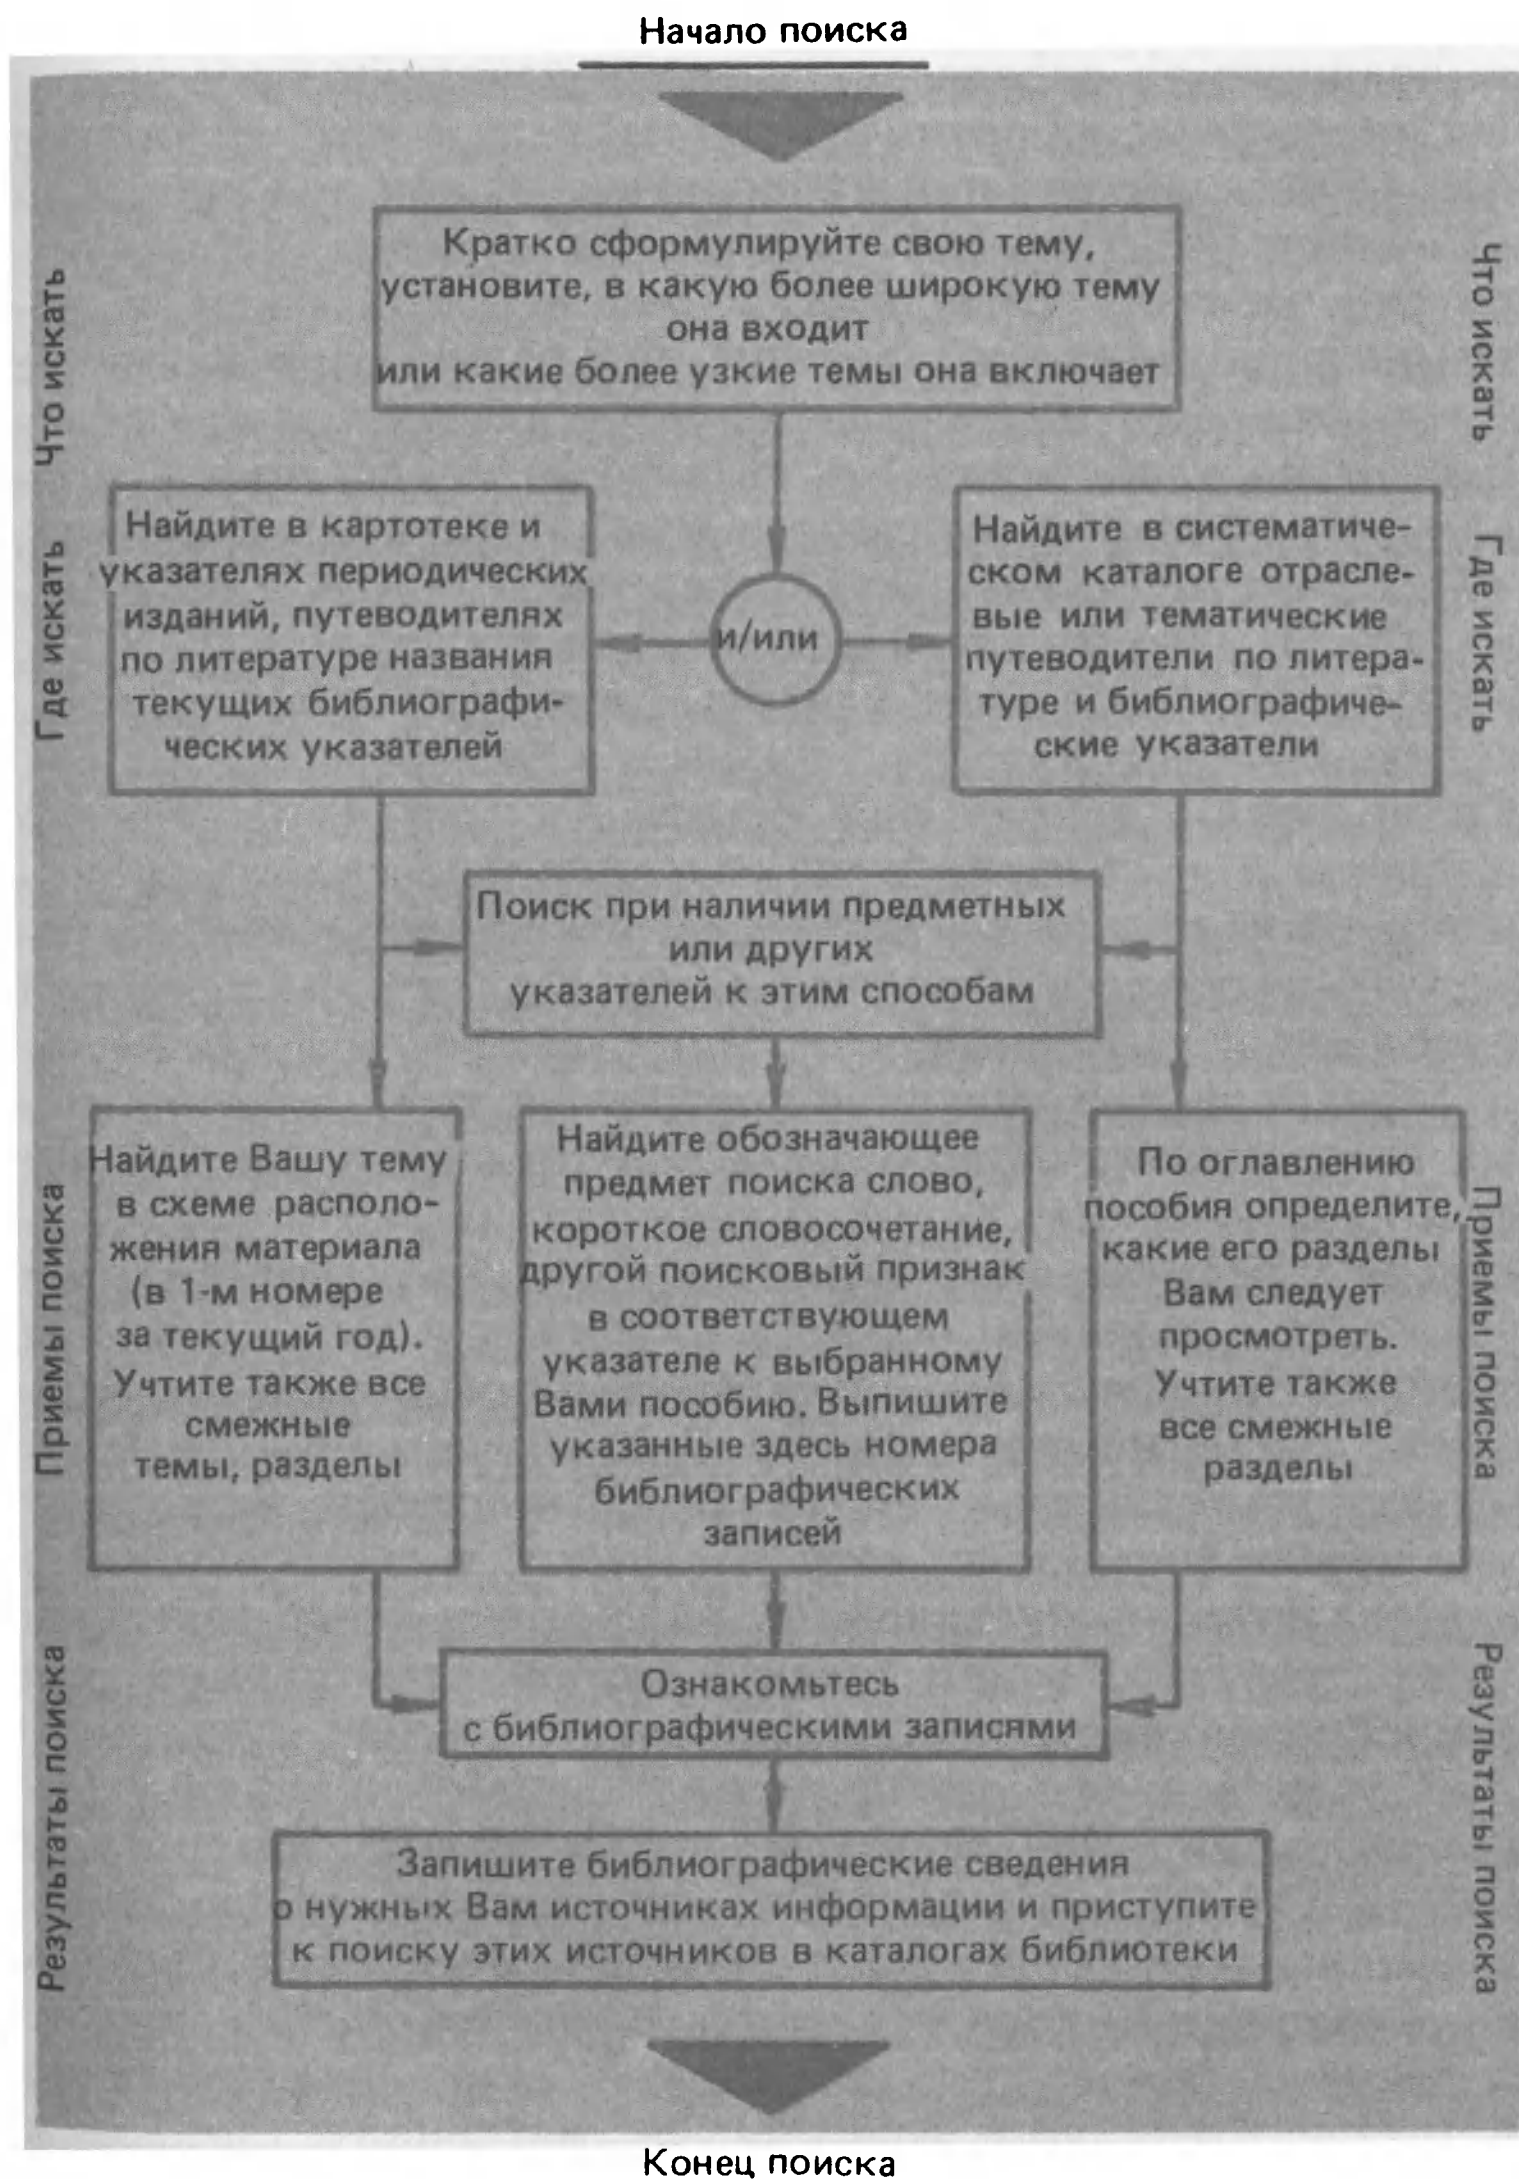 Начало поиска
Что искать
Кратко сформулируйте свою тему,
установите, в какую более широкую тему
она входит
или какие более узкие темы она включает
Что искать
Где искать
Найдите в картотеке и
указателях периодических
изданий, путеводителях
по литературе названия
текущих библиографи-
ческих указателей
и/или
Найдите в систематиче-
ском каталоге отрасле-
вые или тематические
путеводители по литера-
туре и библиографиче-
ские указатели
Где искать
Поиск при наличии предметных
или других
указателей к этим способам
Приемы поиска
Найдите Вашу тему
в схеме располо-
жения материала
(в 1-м номере
за текущий год).
Учтите также все
смежные
темы, разделы
Найдите обозначающее
предмет поиска слово,
короткое словосочетание,
другой поисковый признак
в соответствующем
указателе к выбранному
Вами пособию. Выпишите
указанные здесь номера
библиографических
записей
По оглавлению
пособия определите,
какие его разделы
Вам следует
просмотреть.
Учтите также
все смежные
разделы
Приемы поиска
Результаты поиска
Ознакомьтесь
с библиографическими записями
Запишите библиографические сведения
о нужных Вам источниках информации и приступите
к поиску этих источников в каталогах библиотеки
Результаты поиска
Конец поиска